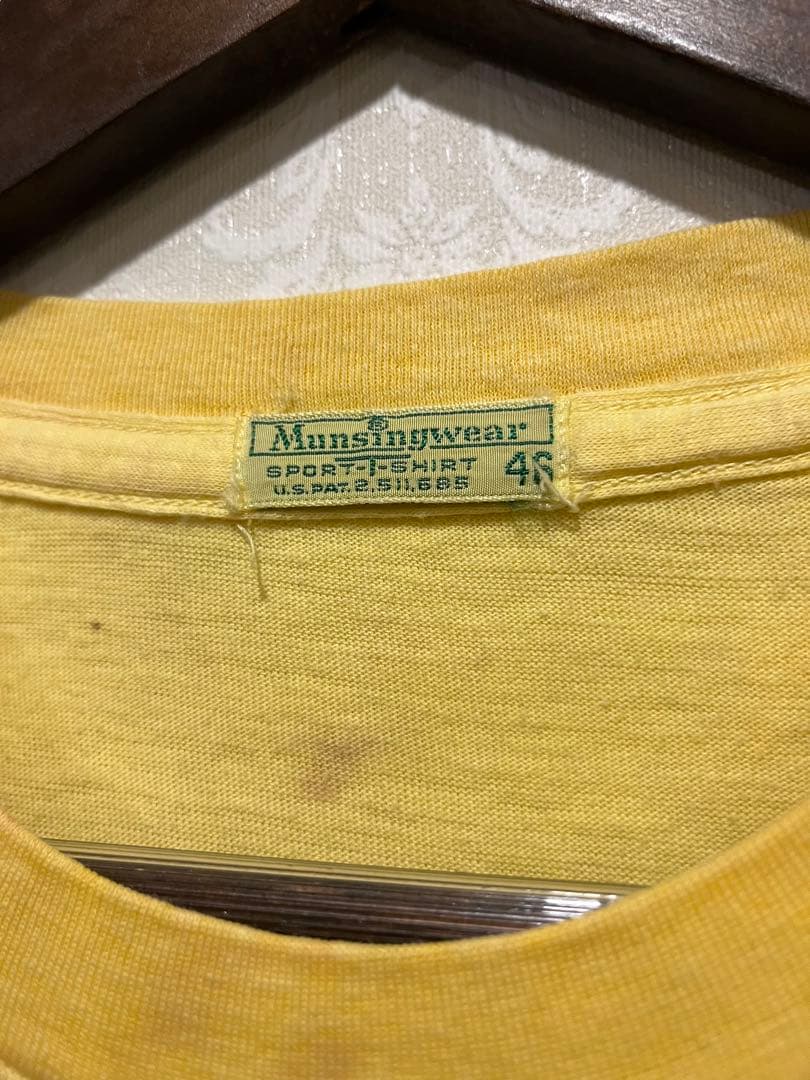 Munsingwear
SPORT-T-SHIRT 46
U.S. PAT. 2,511,685